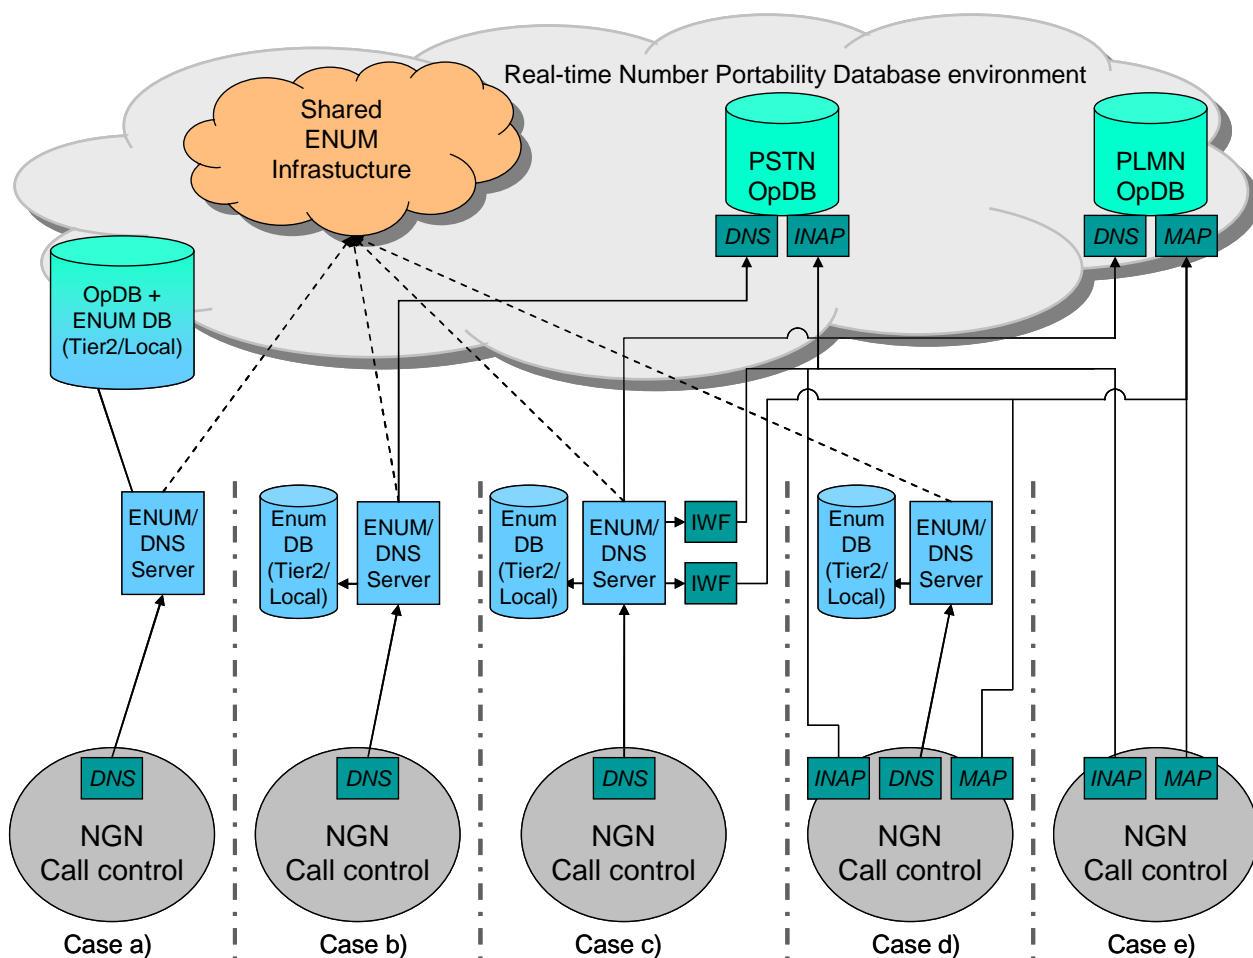 Real-time Number Portability Database environment
Shared
ENUM
Infrastucture
PSTN
OpDB
DNS
INAP
PLMN
OpDB
DNS
MAP
OpDB +
ENUM DB
(Tier2/Local)
ENUM/
DNS
Server
Enum
DB
(Tier2/
Local)
ENUM/
DNS
Server
Enum
DB
(Tier2/
Local)
ENUM/
DNS
Server
IWF
IWF
Enum
DB
(Tier2/
Local)
ENUM/
DNS
Server
DNS
NGN
Call control
DNS
NGN
Call control
DNS
NGN
Call control
INAP
DNS
MAP
NGN
Call control
INAP
MAP
NGN
Call control
Case a)
Case b)
Case c)
Case d)
Case e)